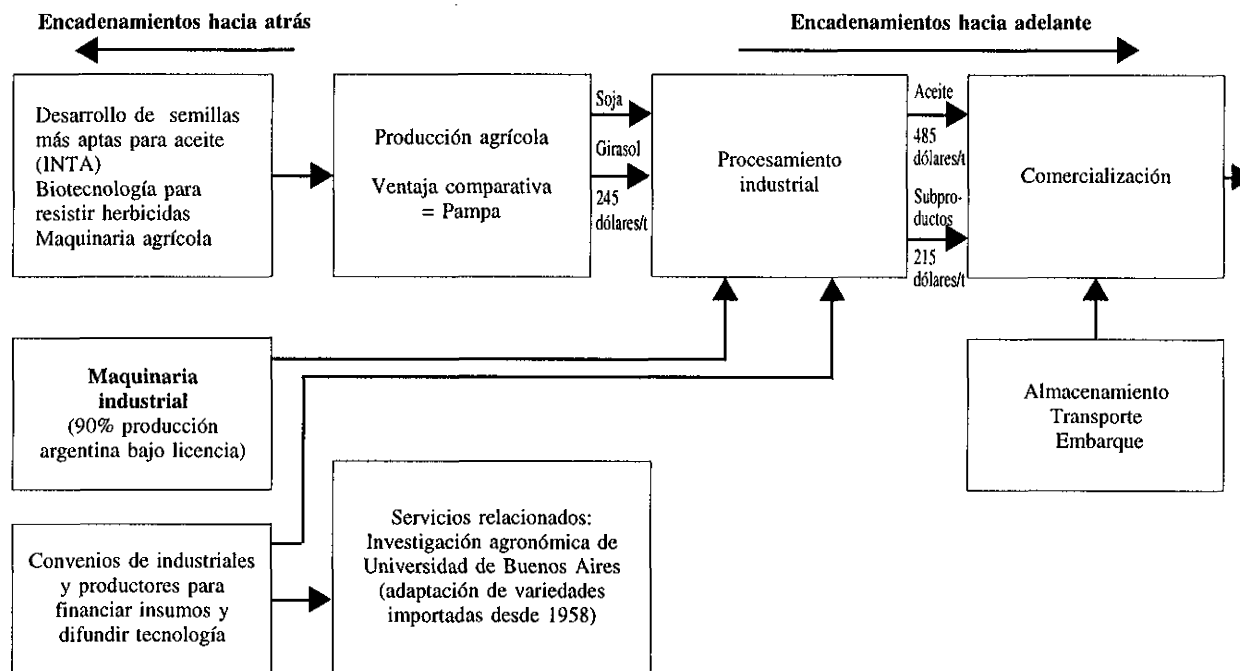 Encadenamientos hacia atrás
Encadenamientos hacia adelante
Desarrollo de semillas
más aptas para aceite
(INTA)
Biotecnología para
resistir herbicidas
Maquinaria agrícola
Producción agrícola
Ventaja comparativa
= Pampa
Soja
Girasol
245
dólares/t
Procesamiento
industrial
Aceite
485
dólares/t
Subpro-
ductos
215
dólares/t
Comercialización
Maquinaria
industrial
(90% producción
argentina bajo licencia)
Almacenamiento
Transporte
Embarque
Convenios de industriales
y productores para
financiar insumos y
difundir tecnología
Servicios relacionados:
Investigación agronómica de
Universidad de Buenos Aires
(adaptación de variedades
importadas desde 1958)